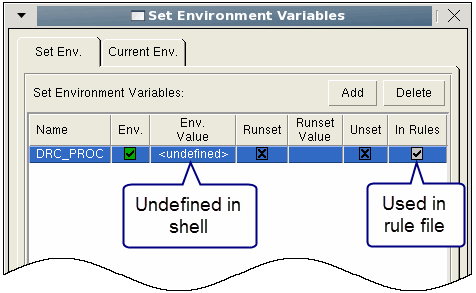 Set Environment Variables
Set Env.
Current Env.
Set Environment Variables:
Add
Delete
Name
Env.
Env.
Value
Runset
Runset
Value
Unset
In Rules
DRC_PROC
<undefined>
Undefined in
shell
Used in
rule file